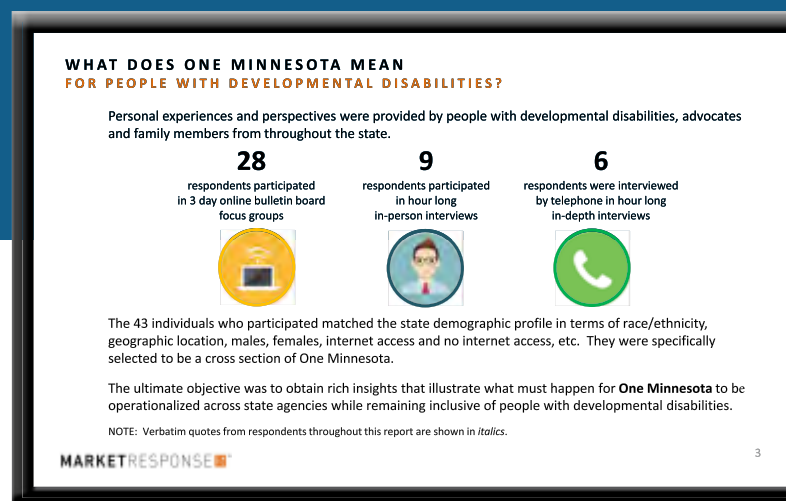 WHAT DOES ONE MINNESOTA MEAN
FOR PEOPLE WITH DEVELOPMENTAL DISABILITIES?
Personal experiences and perspectives were provided by people with developmental disabilities, advocates
and family members from throughout the state.
28
respondents participated
in 3 day online bulletin board
focus groups
9
respondents participated
in hour long
in-person interviews
6
respondents were interviewed
by telephone in hour long
in-depth interviews
The 43 individuals who participated matched the state demographic profile in terms of race/ethnicity,
geographic location, males, females, internet access and no internet access, etc.  They were specifically
selected to be a cross section of One Minnesota.
The ultimate objective was to obtain rich insights that illustrate what must happen for One Minnesota to be
operationalized across state agencies while remaining inclusive of people with developmental disabilities.
NOTE:  Verbatim quotes from respondents throughout this report are shown in italics.
MARKETRESPONSE
3